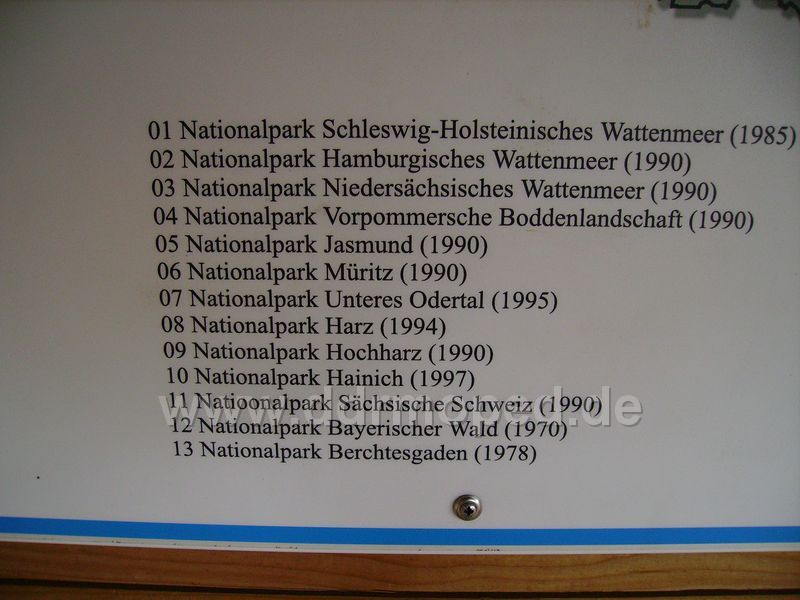 01 Nationalpark Schleswig-Holsteinisches Wattenmeer (1985)
02 Nationalpark Hamburgisches Wattenmeer (1990)
03 Nationalpark Niedersächsisches Wattenmeer (1990)
04 Nationalpark Vorpommersche Boddenlandschaft (1990)
05 Nationalpark Jasmund (1990)
06 Nationalpark Müritz (1990)
07 Nationalpark Unteres Odertal (1995)
08 Nationalpark Harz (1994)
09 Nationalpark Hochharz (1990)
10 Nationalpark Hainich (1997)
11 Natioonalpark Sächsische Schweiz (1990)
www.ddrmoped.de
12 Nationalpark Bayerischer Wald (1970)
13 Nationalpark Berchtesgaden (1978)